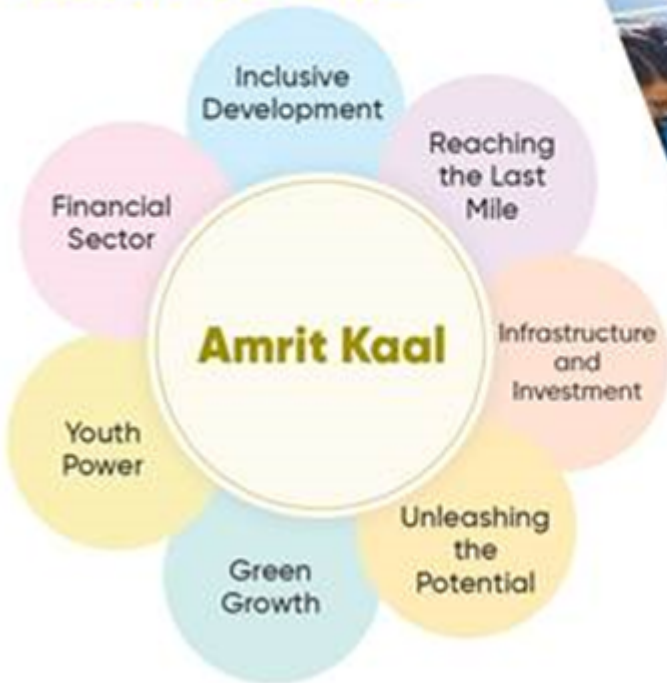 Inclusive
Development
Reaching
the Last
Mile
Infrastructure
and
Investment
Unleashing
the
Potential
Green
Growth
Youth
Power
Financial
Sector
Amrit Kaal